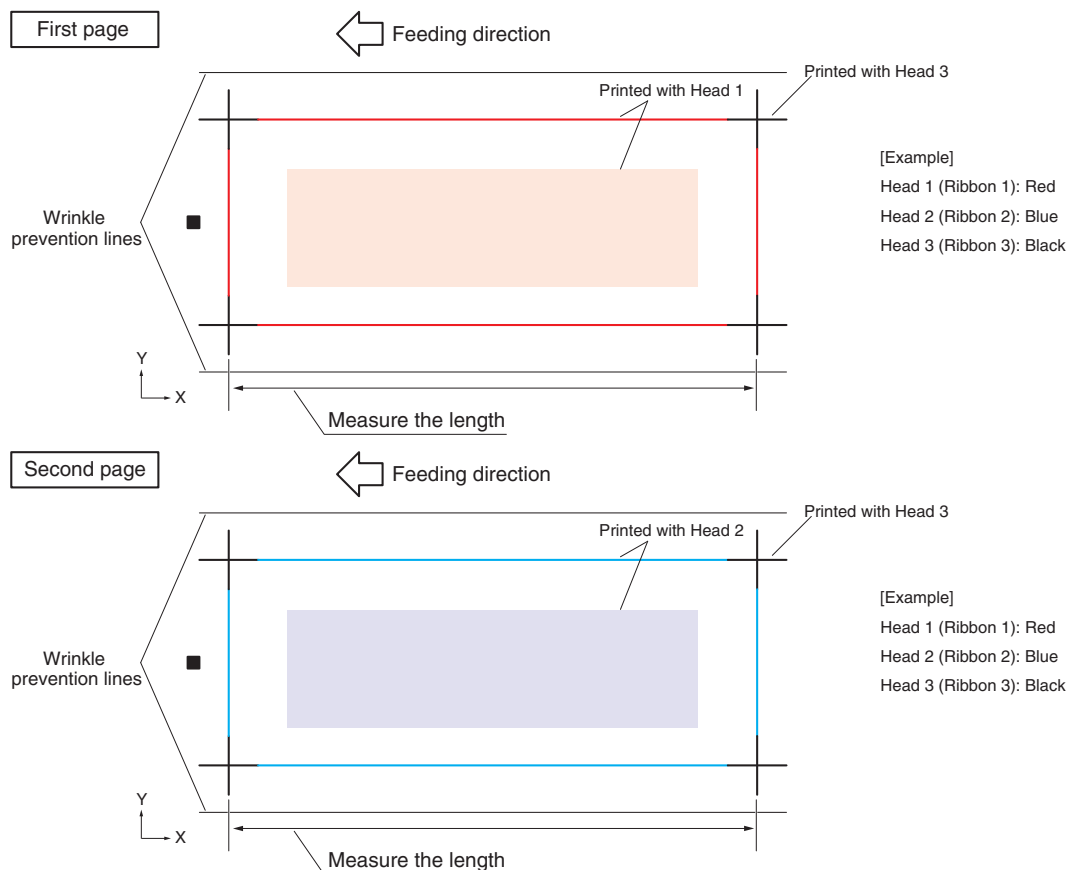 First page
Feeding direction
Printed with Head 3
Printed with Head 1
[Example]
Head 1 (Ribbon 1): Red
Head 2 (Ribbon 2): Blue
Head 3 (Ribbon 3): Black
Wrinkle
prevention lines
Y
X
Measure the length
Second page
Feeding direction
Printed with Head 3
Printed with Head 2
[Example]
Head 1 (Ribbon 1): Red
Head 2 (Ribbon 2): Blue
Head 3 (Ribbon 3): Black
Wrinkle
prevention lines
Y
X
Measure the length